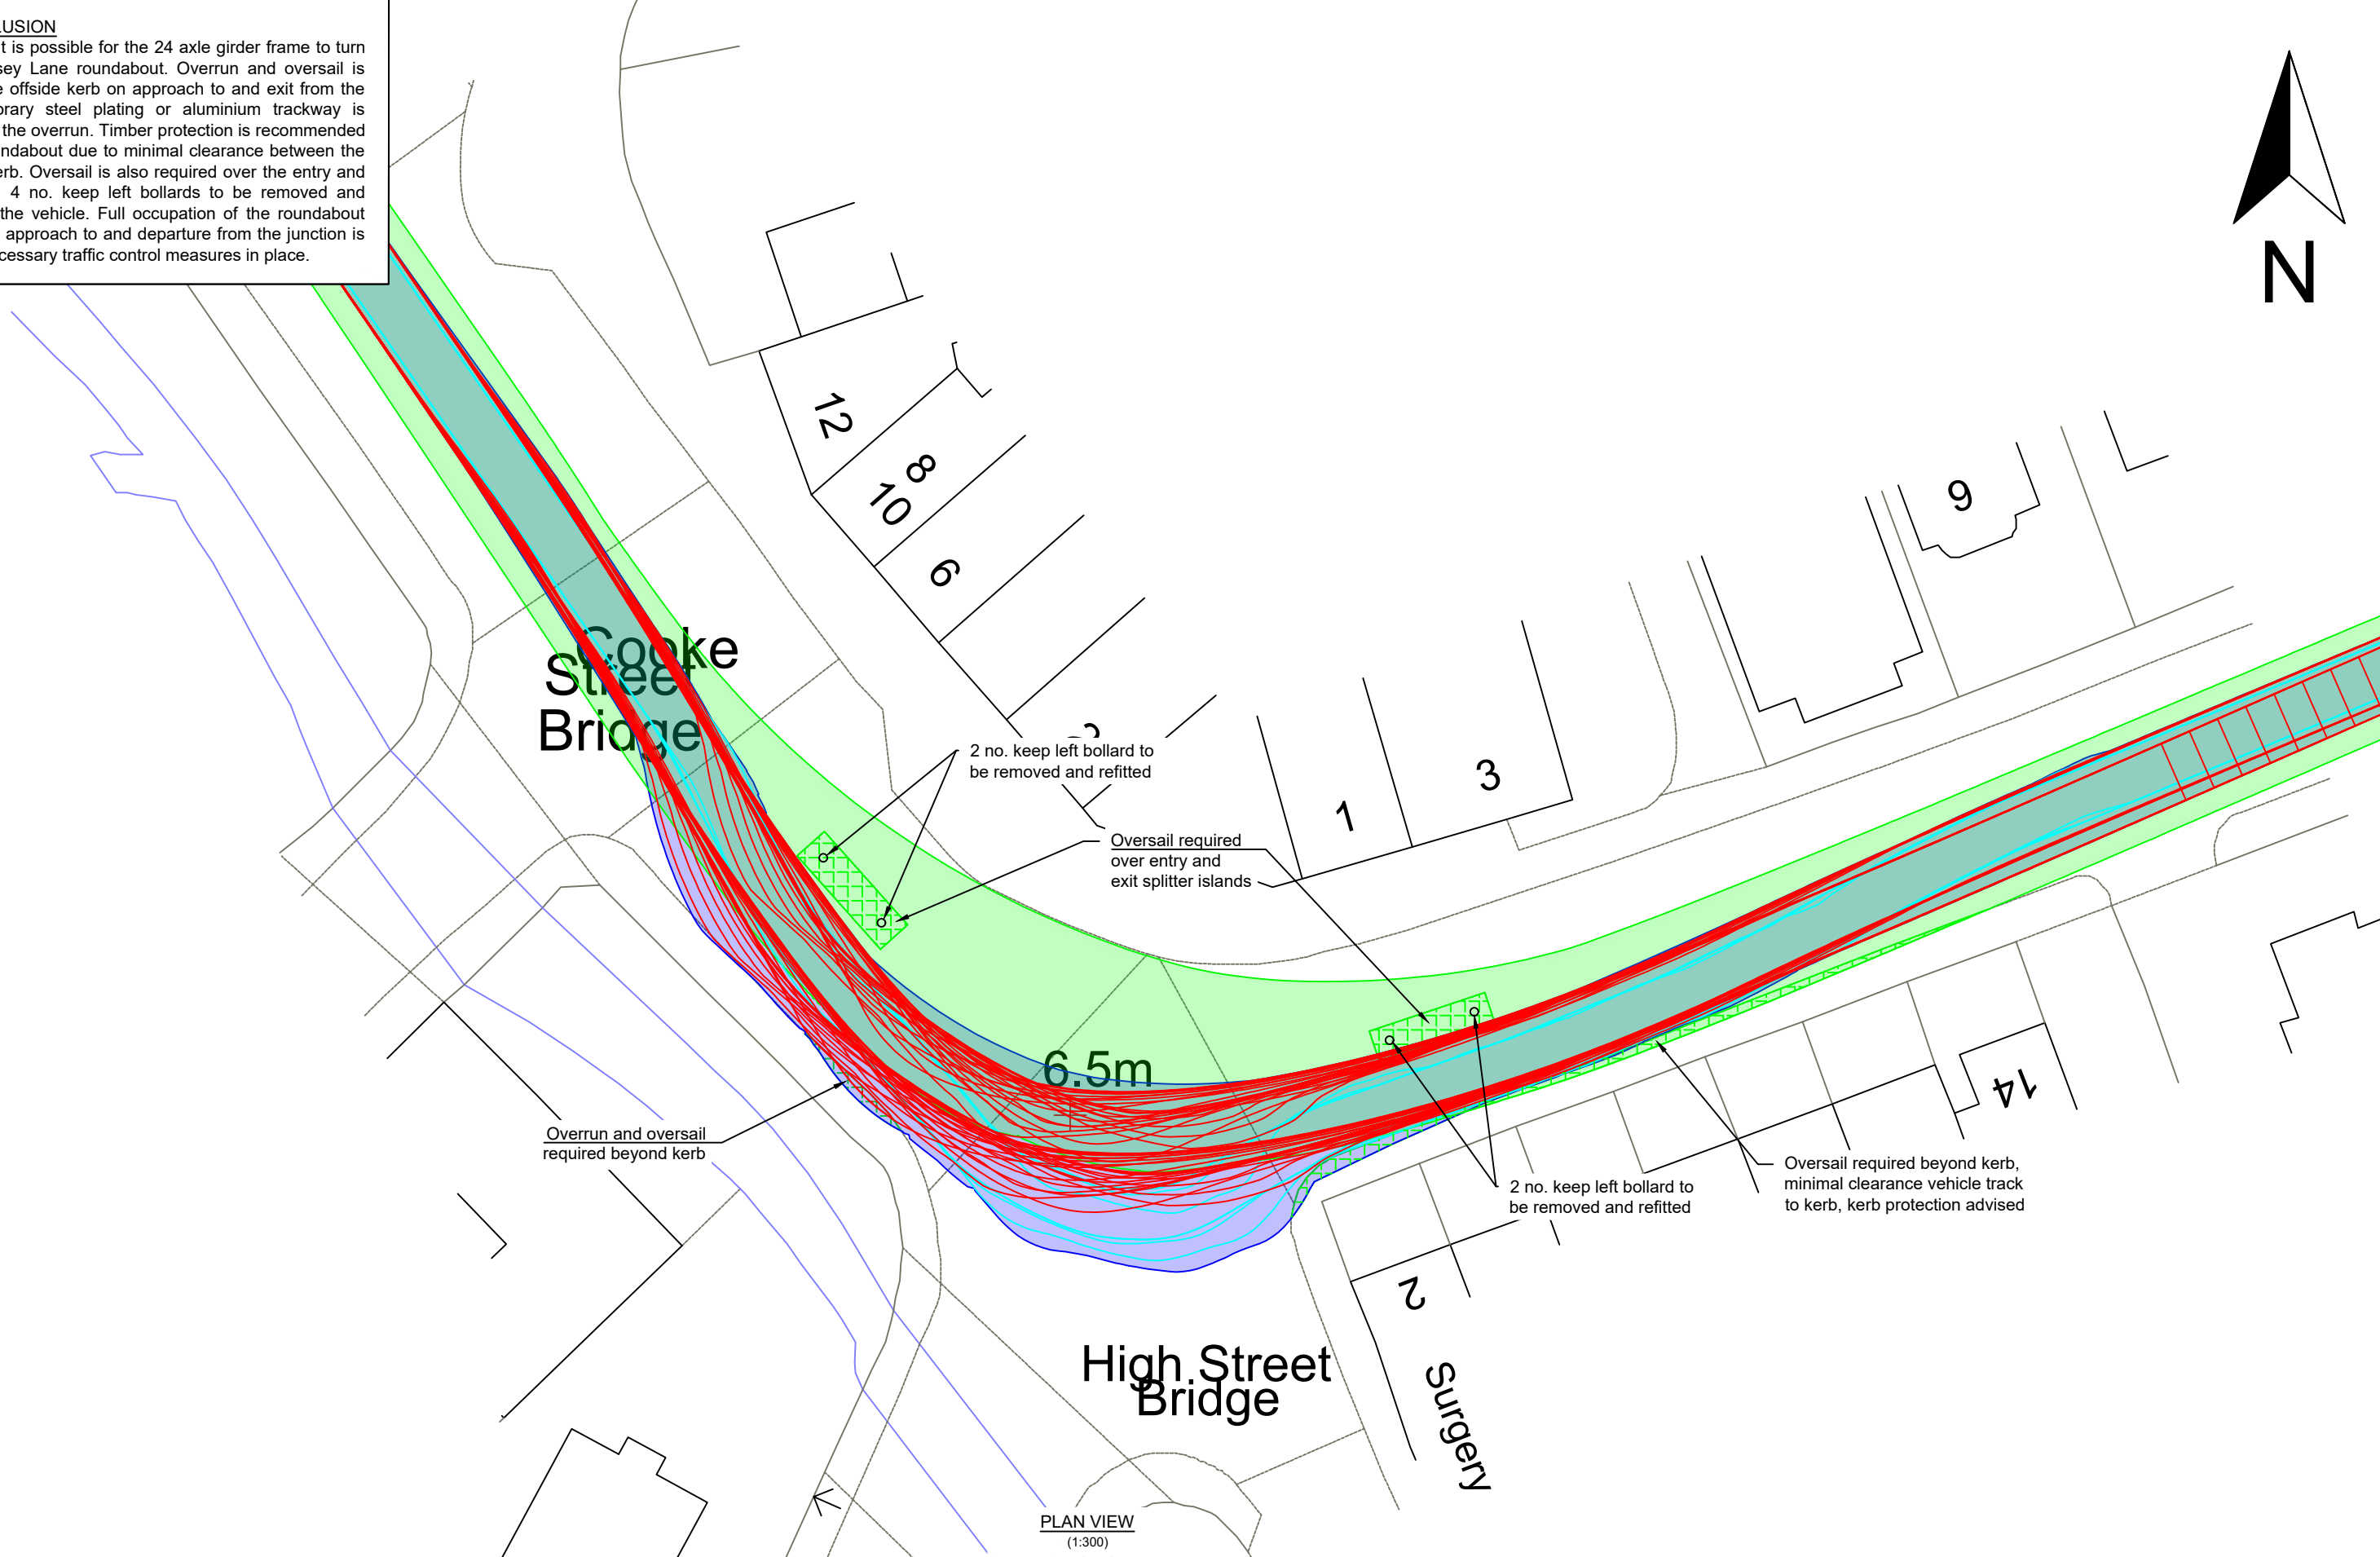 LUSION
t is possible for the 24 axle girder frame to turn
sey Lane roundabout. Overrun and oversail is
e offside kerb on approach to and exit from the
orary steel plating or aluminium trackway is
the overrun. Timber protection is recommended
ndabout due to minimal clearance between the
erb. Oversail is also required over the entry and
4 no. keep left bollards to be removed and
the vehicle. Full occupation of the roundabout
approach to and departure from the junction is
cessary traffic control measures in place.
N
12
8
10
6
9
Cooke
Street
Bridge
2 no. keep left bollard to
be removed and refitted
3
1
Oversail required
over entry and
exit splitter islands
6.5m
14
Overrun and oversail
required beyond kerb
Oversail required beyond kerb,
minimal clearance vehicle track
to kerb, kerb protection advised
2 no. keep left bollard to
be removed and refitted
2
High Street
Bridge
Surgery
PLAN VIEW
(1:300)